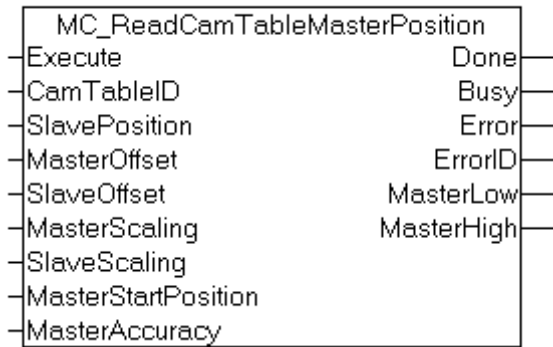 MC_ReadCamTableMasterPosition
Execute Done
CamTableID Busy
SlavePosition Error
MasterOffset ErrorID
SlaveOffset MasterLow
MasterScaling MasterHigh
SlaveScaling
MasterStartPosition
MasterAccuracy